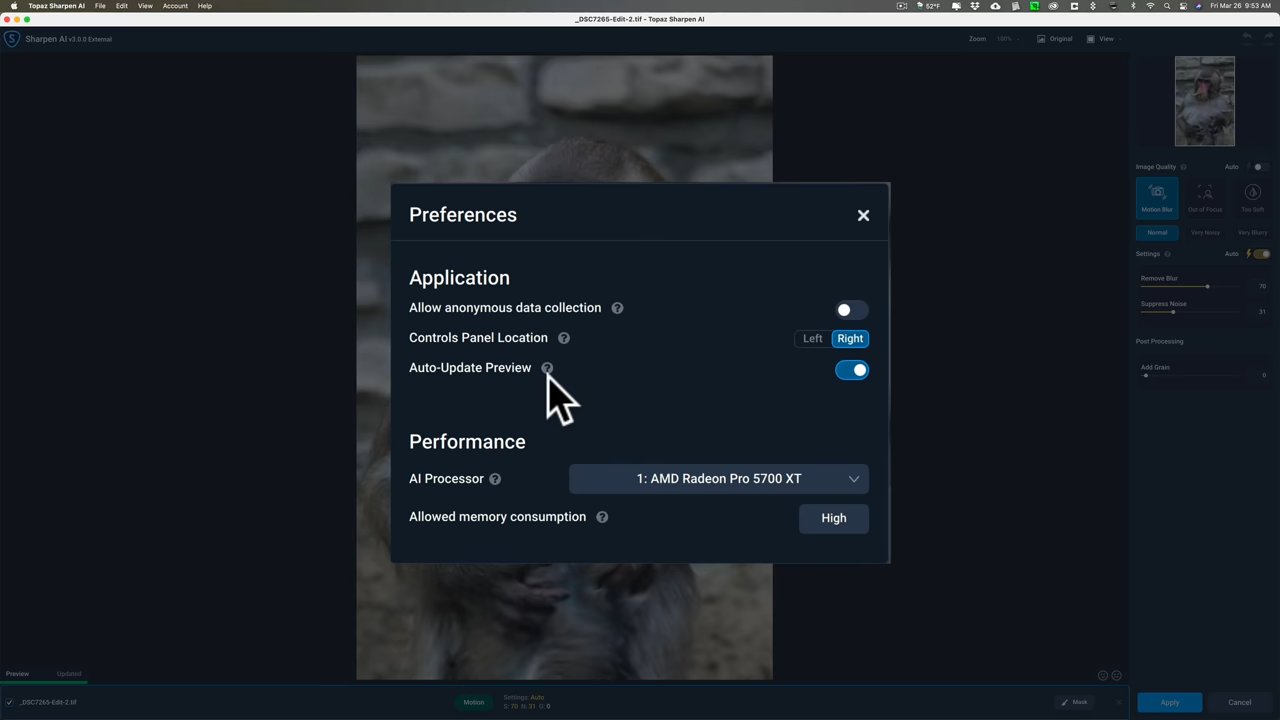 Topaz Sharpen AI File Edit View Account Help 52°F Fri Mar 26 9:53 AM
_DSC7265-Edit-2.tif - Topaz Sharpen AI
Sharpen AI v3.0.0 External Zoom 100% Original View
Preferences
Application
Allow anonymous data collection ?
Controls Panel Location ? Left Right
Auto-Update Preview ?
Performance
AI Processor ? 1: AMD Radeon Pro 5700 XT
Allowed memory consumption ? High
Image Quality ? Auto
Motion Blur Out of Focus Too Soft
Normal Very Noisy Very Blurry
Settings ? Auto
Remove Blur
70
Suppress Noise
31
Post Processing
Add Grain
0
Preview Updated
_DSC7265-Edit-2.tif Motion Settings: Auto
S: 70 N: 31 G: 0
Mask Apply Cancel